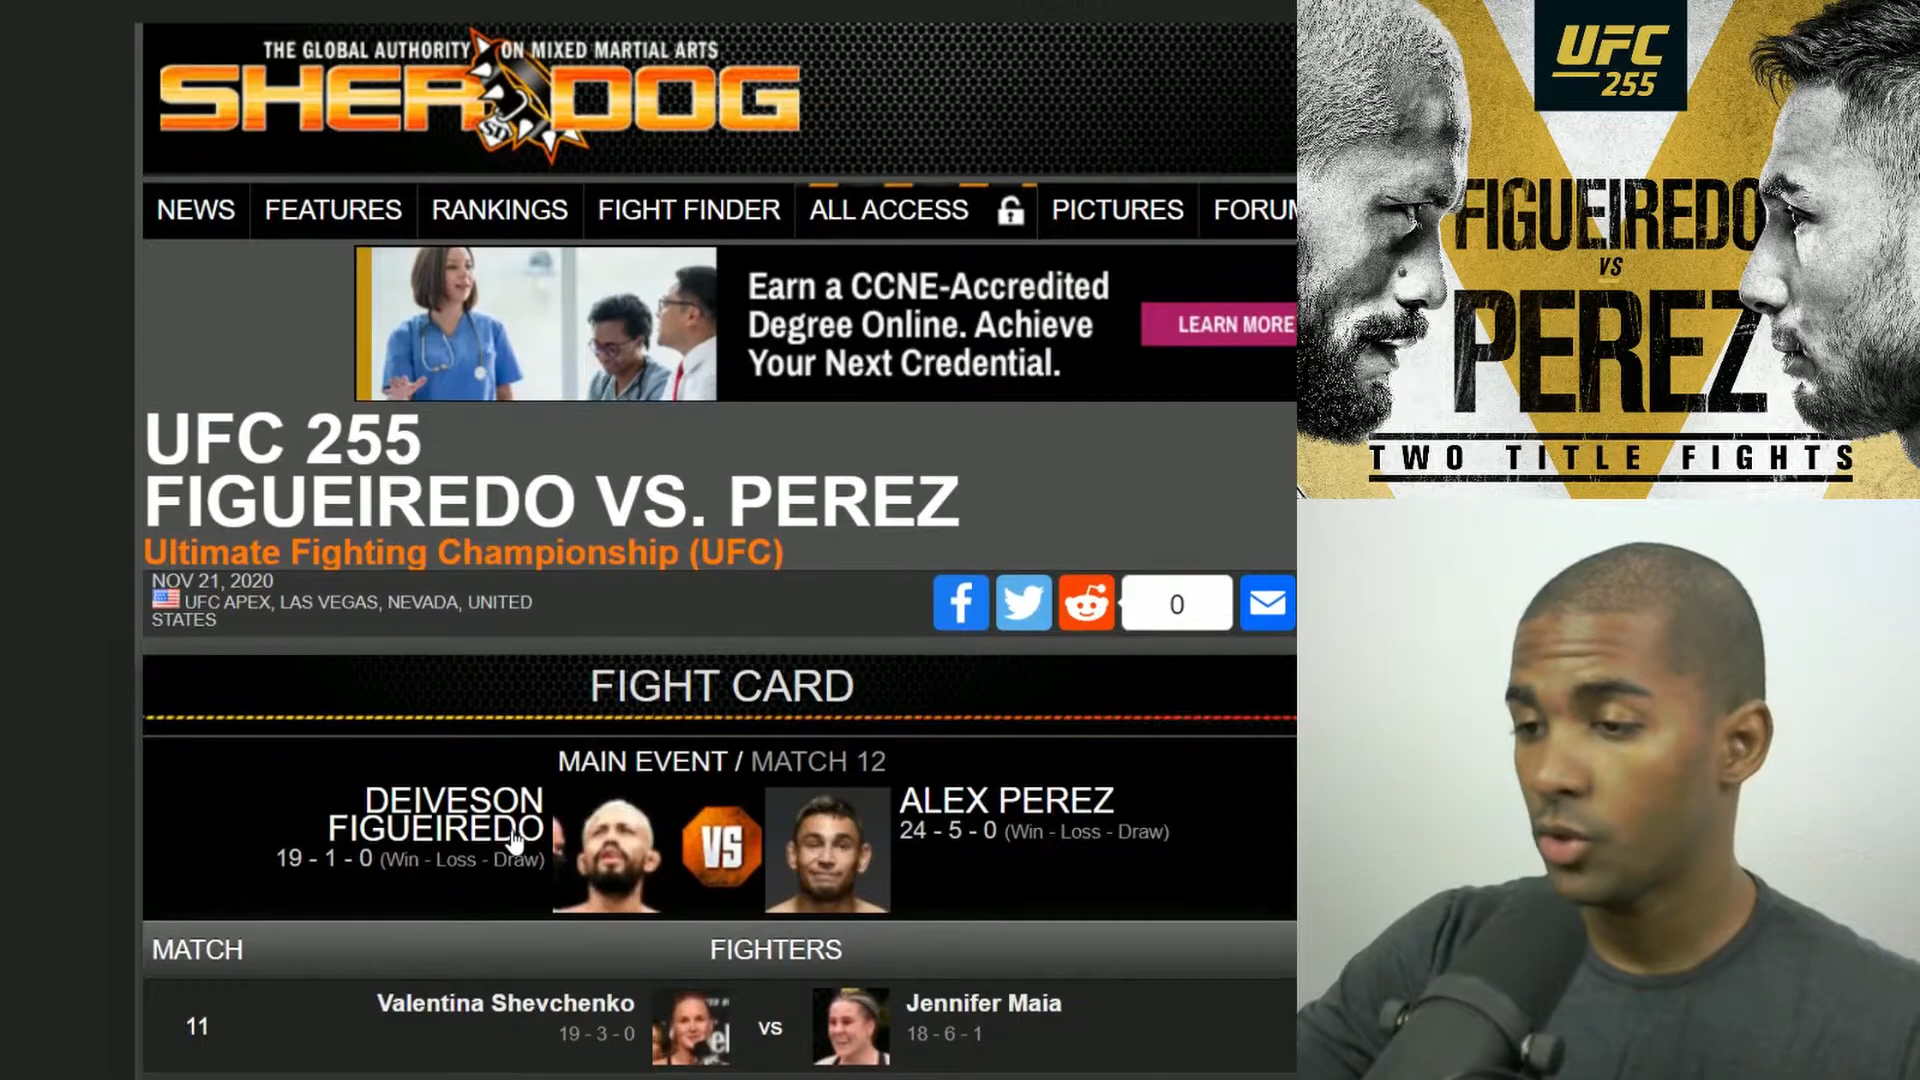 THE GLOBAL AUTHORITY ON MIXED MARTIAL ARTS
SHERDOG
NEWS FEATURES RANKINGS FIGHT FINDER ALL ACCESS PICTURES FORUM
Earn a CCNE-Accredited
Degree Online. Achieve
Your Next Credential.
LEARN MORE
UFC 255
FIGUEIREDO VS. PEREZ
Ultimate Fighting Championship (UFC)
NOV 21, 2020
UFC APEX, LAS VEGAS, NEVADA, UNITED
STATES
0
FIGHT CARD
MAIN EVENT / MATCH 12
DEIVESON
FIGUEIREDO
19 - 1 - 0 (Win - Loss - Draw)
VS
ALEX PEREZ
24 - 5 - 0 (Win - Loss - Draw)
MATCH FIGHTERS
11
Valentina Shevchenko
19 - 3 - 0
VS
Jennifer Maia
18 - 6 - 1
UFC
255
FIGUEIREDO
VS
PEREZ
TWO TITLE FIGHTS